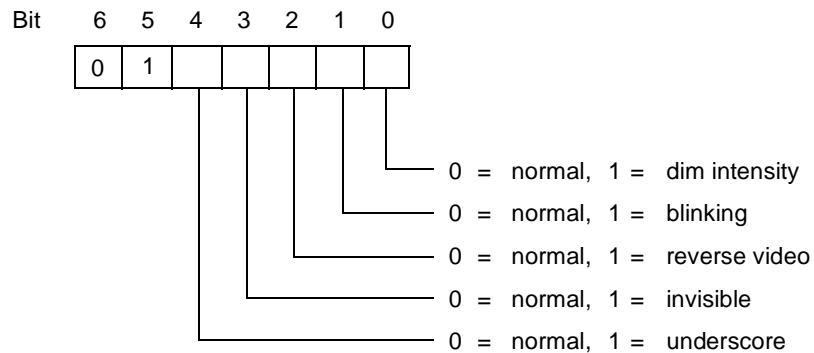 Bit 6 5 4 3 2 1 0
0 1
0 = normal, 1 = dim intensity
0 = normal, 1 = blinking
0 = normal, 1 = reverse video
0 = normal, 1 = invisible
0 = normal, 1 = underscore